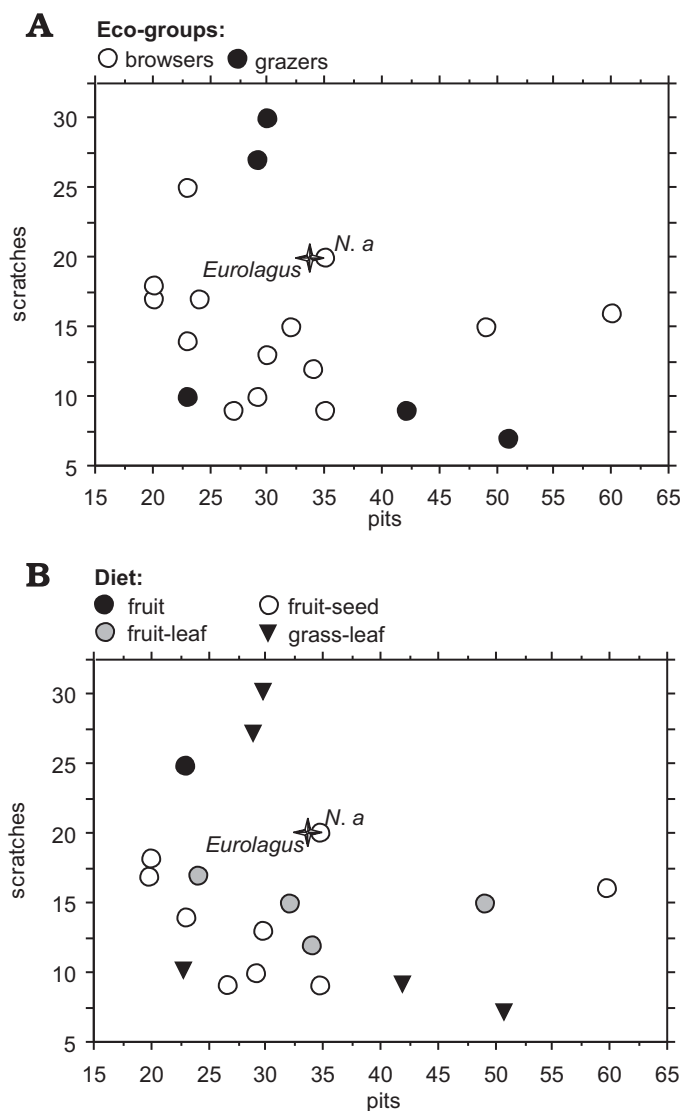 A Eco-groups:
browsers grazers
30
25
20
15
10
5
scratches
N. a
Eurolagus
15 20 25 30 35 40 45 50 55 60 65
pits
B Diet:
fruit fruit-seed
fruit-leaf grass-leaf
30
25
20
15
10
5
scratches
N. a
Eurolagus
15 20 25 30 35 40 45 50 55 60 65
pits